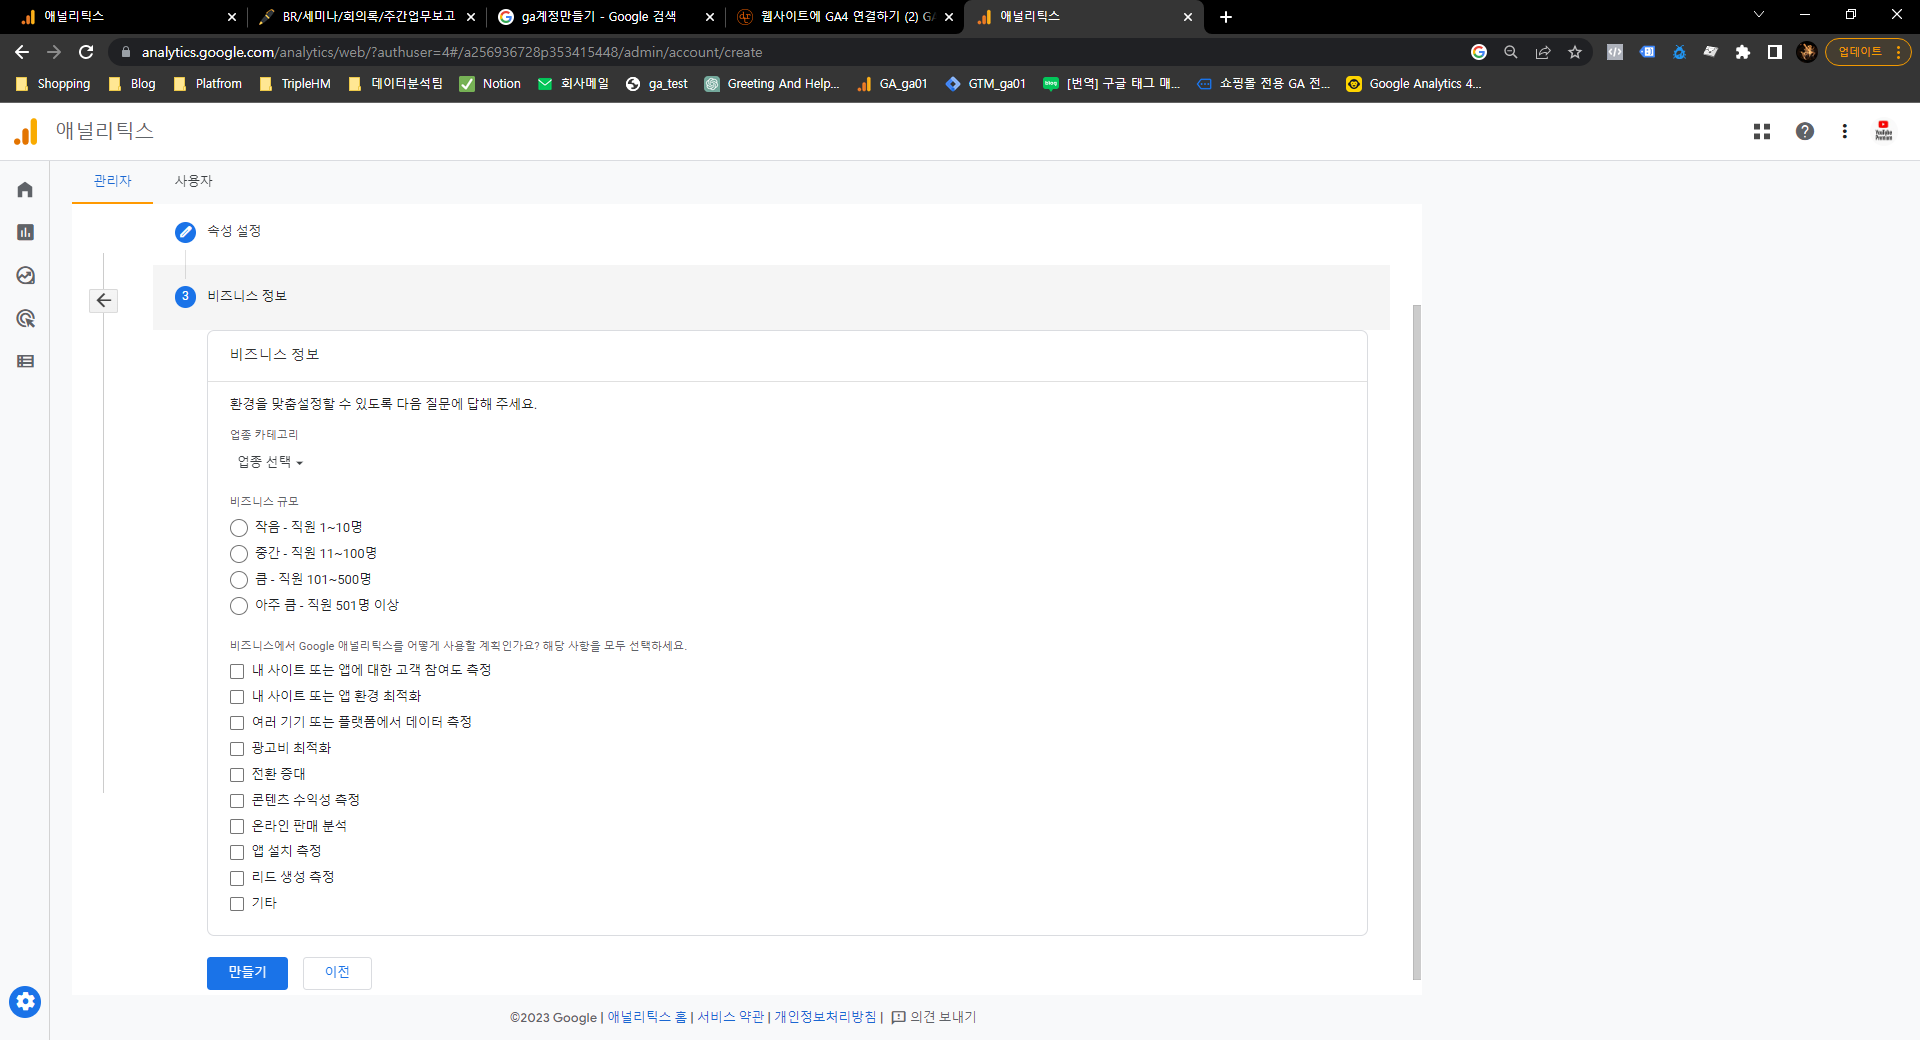 애널리틱스
BR/세미나/회의록/주간업무보고
ga계정만들기 - Google 검색
웹사이트에 GA4 연결하기 (2) G
애널리틱스
analytics.google.com/analytics/web/?authuser=4#/a256936728p353415448/admin/account/create
업데이트
Shopping
Blog
Platfrom
TripleHM
데이터분석팀
Notion
회사메일
ga_test
Greeting And Help...
GA_ga01
GTM_ga01
[번역] 구글 태그 매...
쇼핑몰 전용 GA 전...
Google Analytics 4...
애널리틱스
관리자
사용자
속성 설정
3 비즈니스 정보
비즈니스 정보
환경을 맞춤설정할 수 있도록 다음 질문에 답해 주세요.
업종 카테고리
업종 선택
비즈니스 규모
작음 - 직원 1~10명
중간 - 직원 11~100명
큼 - 직원 101~500명
아주 큼 - 직원 501명 이상
비즈니스에서 Google 애널리틱스를 어떻게 사용할 계획인가요? 해당 사항을 모두 선택하세요.
내 사이트 또는 앱에 대한 고객 참여도 측정
내 사이트 또는 앱 환경 최적화
여러 기기 또는 플랫폼에서 데이터 측정
광고비 최적화
전환 증대
콘텐츠 수익성 측정
온라인 판매 분석
앱 설치 측정
리드 생성 측정
기타
만들기
이전
©2023 Google | 애널리틱스 홈 | 서비스 약관 | 개인정보처리방침 | 의견 보내기